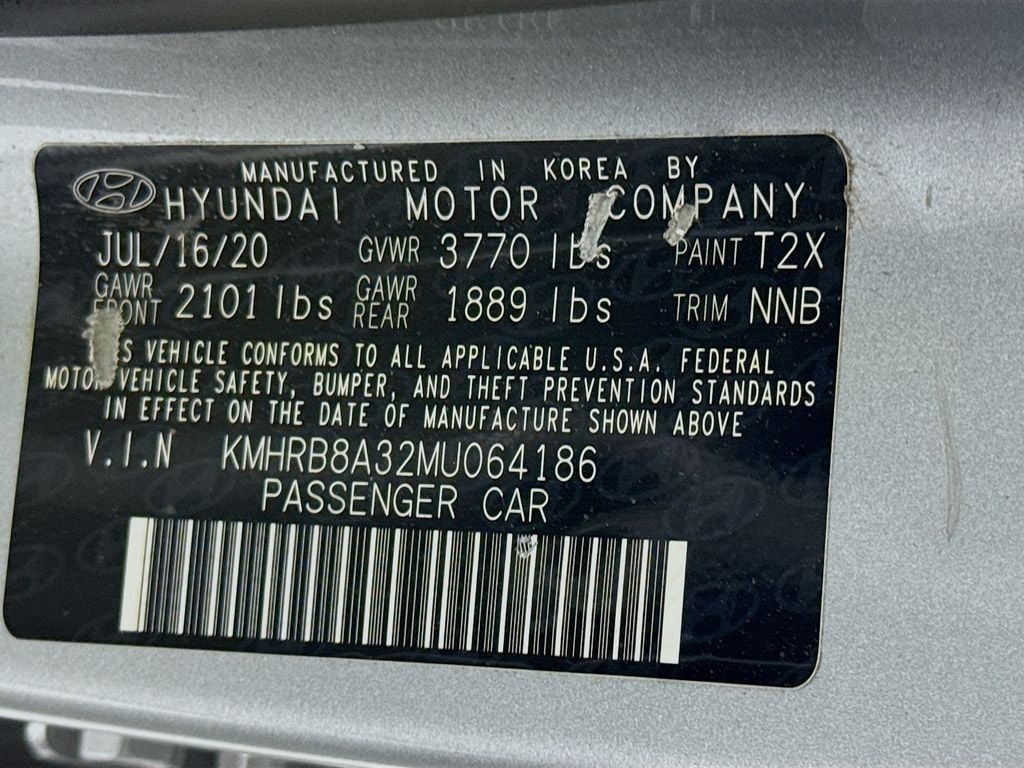 MANUFACTURED IN KOREA BY
HYUNDAI MOTOR COMPANY
JUL/16/20 GVWR 3770 lbs PAINT T2X
GAWR FRONT 2101 lbs GAWR REAR 1889 lbs TRIM NNB
VEHICLE CONFORMS TO ALL APPLICABLE U.S.A. FEDERAL
MOTOR VEHICLE SAFETY, BUMPER, AND THEFT PREVENTION STANDARDS
IN EFFECT ON THE DATE OF MANUFACTURE SHOWN ABOVE
V.I.N KMHRB8A32MU064186
PASSENGER CAR